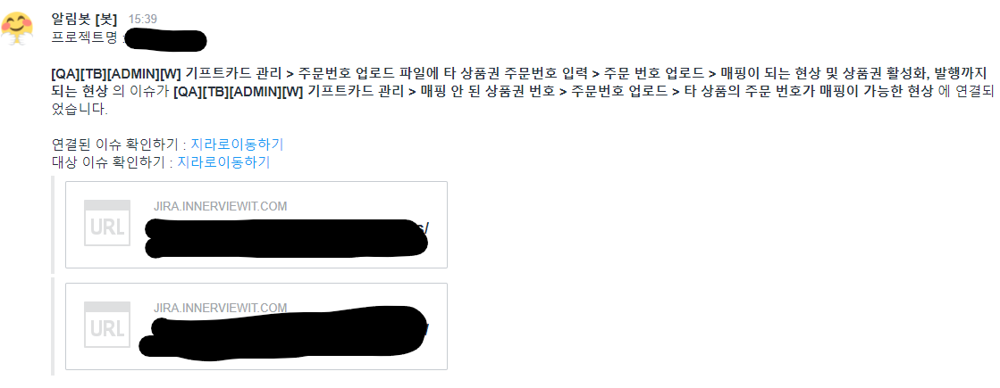 알림봇 [봇] 15:39
프로젝트명 :
[QA][TB][ADMIN][W] 기프트카드 관리 > 주문번호 업로드 파일에 타 상품권 주문번호 입력 > 주문 번호 업로드 > 매핑이 되는 현상 및 상품권 활성화, 발행까지
되는 현상 의 이슈가 [QA][TB][ADMIN][W] 기프트카드 관리 > 매핑 안 된 상품권 번호 > 주문번호 업로드 > 타 상품의 주문 번호가 매핑이 가능한 현상 에 연결되
었습니다.
연결된 이슈 확인하기 : 지라로이동하기
대상 이슈 확인하기 : 지라로이동하기
JIRA.INNERVIEWIT.COM
URL
s/
JIRA.INNERVIEWIT.COM
URL
/